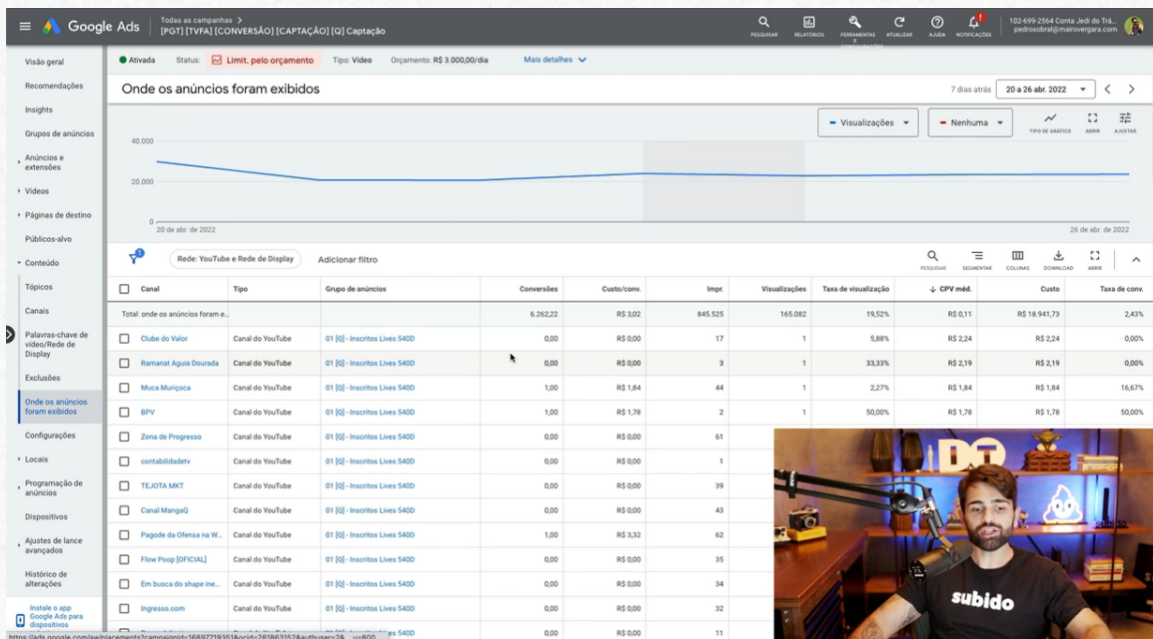 Google Ads
Todas as campanhas >
[PGT] [TVFA] [CONVERSÃO] [CAPTAÇÃO] [Q] Captação
PESQUISAR
RELATÓRIOS
FERRAMENTAS E CONFIGURAÇÕES
ATUALIZAR
AJUDA
NOTIFICAÇÕES
102-699-2564 Conta Jedi do Trá...
pedrosobral@mairovergara.com
Visão geral
Recomendações
Insights
Grupos de anúncios
Anúncios e
extensões
Vídeos
Páginas de destino
Públicos-alvo
Conteúdo
Tópicos
Canais
Palavras-chave de
vídeo/Rede de
Display
Exclusões
Onde os anúncios
foram exibidos
Configurações
Locais
Programação de
anúncios
Dispositivos
Ajustes de lance
avançados
Histórico de
alterações
Instale o app
Google Ads para
dispositivos
Ativada Status: Limit. pelo orçamento Tipo: Vídeo Orçamento: R$ 3.000,00/dia Mais detalhes
Onde os anúncios foram exibidos
7 dias atrás 20 a 26 abr. 2022
Visualizações Nenhuma
TIPO DE GRÁFICO ABRIR AJUSTAR
40.000
20.000
0
20 de abr. de 2022 26 de abr. de 2022
1
Rede: YouTube e Rede de Display Adicionar filtro
PESQUISAR SEGMENTAR COLUNAS DOWNLOAD ABRIR
Canal Tipo Grupo de anúncios Conversões Custo/conv. Impr. Visualizações Taxa de visualização CPV méd. Custo Taxa de conv.
Total: onde os anúncios foram e... 6.262,22 R$ 3,02 845.525 165.082 19,52% R$ 0,11 R$ 18.941,73 2,43%
Clube do Valor Canal do YouTube 01 [Q] - Inscritos Lives 540D 0,00 R$ 0,00 17 1 5,88% R$ 2,24 R$ 2,24 0,00%
Ramanat Aguia Dourada Canal do YouTube 01 [Q] - Inscritos Lives 540D 0,00 R$ 0,00 3 1 33,33% R$ 2,19 R$ 2,19 0,00%
Muca Muriçoca Canal do YouTube 01 [Q] - Inscritos Lives 540D 1,00 R$ 1,84 44 1 2,27% R$ 1,84 R$ 1,84 16,67%
BPV Canal do YouTube 01 [Q] - Inscritos Lives 540D 1,00 R$ 1,78 2 1 50,00% R$ 1,78 R$ 1,78 50,00%
Zona de Progresso Canal do YouTube 01 [Q] - Inscritos Lives 540D 0,00 R$ 0,00 61
contabilidadetv Canal do YouTube 01 [Q] - Inscritos Lives 540D 0,00 R$ 0,00 1
TEJOTA MKT Canal do YouTube 01 [Q] - Inscritos Lives 540D 0,00 R$ 0,00 39
Canal MangaQ Canal do YouTube 01 [Q] - Inscritos Lives 540D 0,00 R$ 0,00 43
Pagode da Ofensa na W... Canal do YouTube 01 [Q] - Inscritos Lives 540D 1,00 R$ 3,32 62
Flow Poop [OFICIAL] Canal do YouTube 01 [Q] - Inscritos Lives 540D 0,00 R$ 0,00 35
Em busca do shape ine... Canal do YouTube 01 [Q] - Inscritos Lives 540D 0,00 R$ 0,00 34
Ingresso.com Canal do YouTube 01 [Q] - Inscritos Lives 540D 0,00 R$ 0,00 32
0,00 R$ 0,00 11
DT
subido